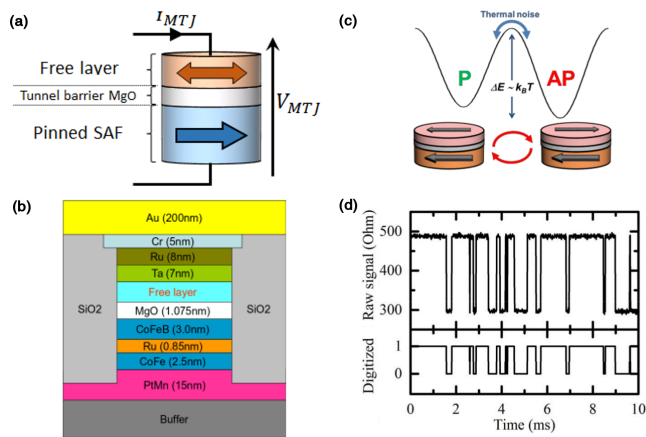 (a)
I_MTJ
Free layer
Tunnel barrier MgO
Pinned SAF
V_MTJ
(b)
Au (200nm)
Cr (5nm)
Ru (8nm)
Ta (7nm)
Free layer
SiO2
MgO (1.075nm)
SiO2
CoFeB (3.0nm)
Ru (0.85nm)
CoFe (2.5nm)
PtMn (15nm)
Buffer
(c)
Thermal noise
P
AP
ΔE ~ k_BT
(d)
Raw signal (Ohm)
500
400
300
Digitized
1
0
0
2
4
6
8
10
Time (ms)